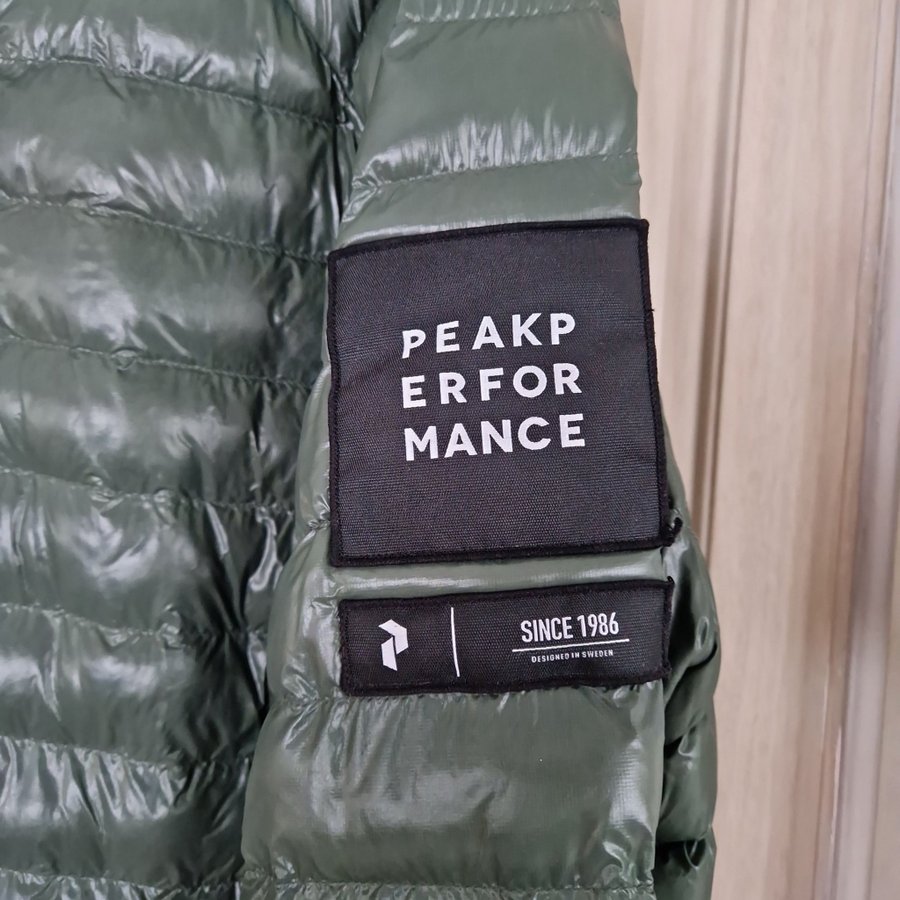 PEAKP
ERFOR
MANCE
SINCE 1986
DESIGNED IN SWEDEN